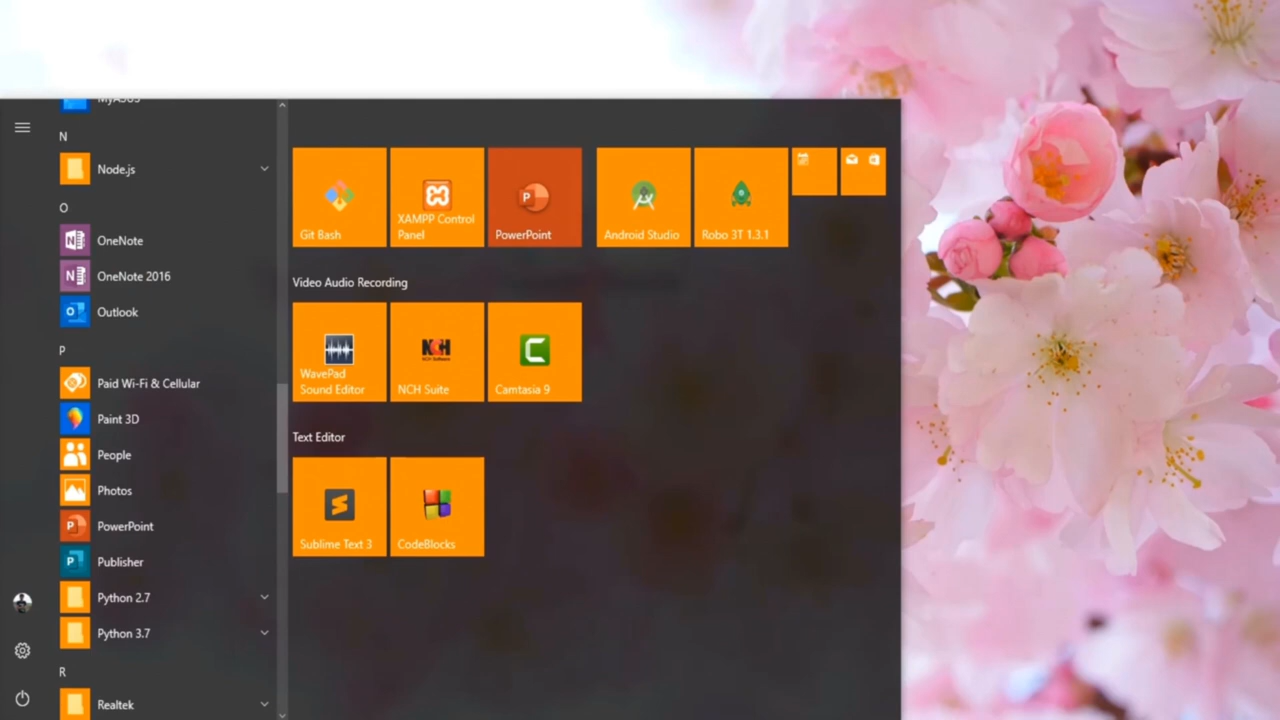 MyASUS
N
Node.js
O
OneNote
OneNote 2016
Outlook
P
Paid Wi-Fi & Cellular
Paint 3D
People
Photos
PowerPoint
Publisher
Python 2.7
Python 3.7
R
Realtek
Git Bash
XAMPP Control
Panel
PowerPoint
Android Studio
Robo 3T 1.3.1
Video Audio Recording
WavePad
Sound Editor
NCH
NCH Suite
Camtasia 9
Text Editor
Sublime Text 3
CodeBlocks